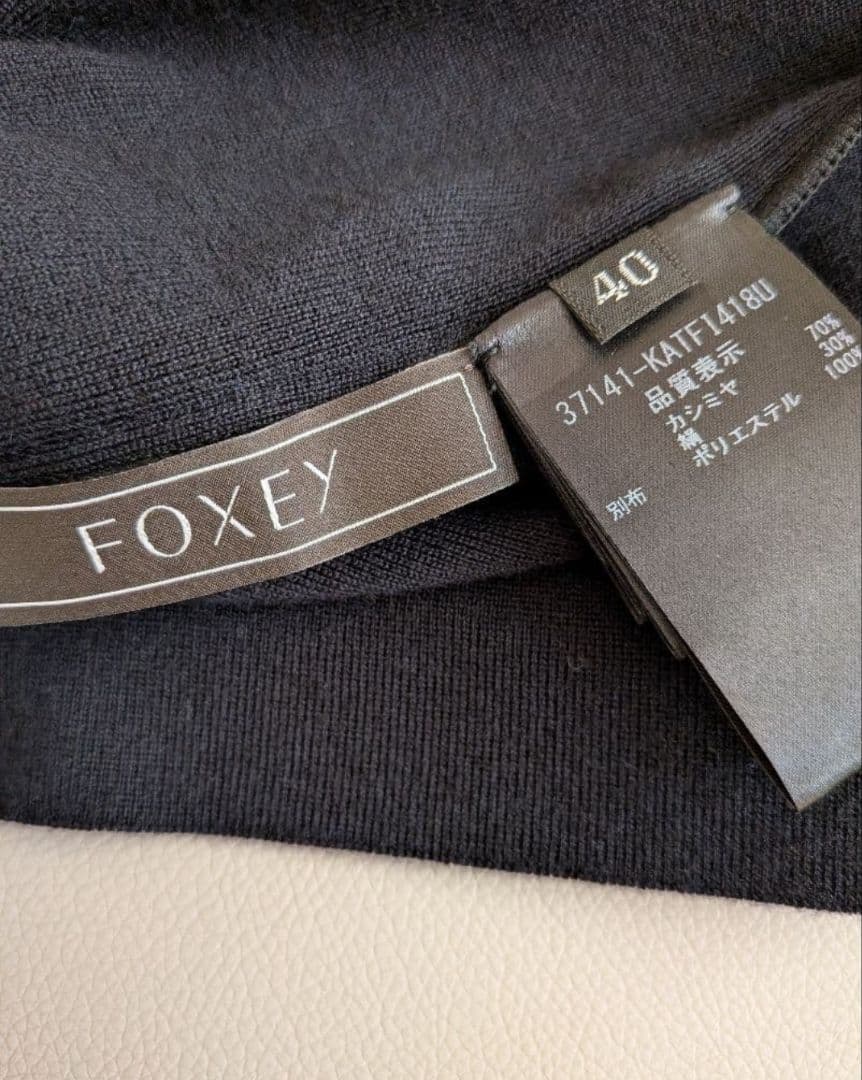 FOXEY
40
37141-KATFI418U
品質表示
カシミヤ 70%
絹 30%
別布 ポリエステル 100%